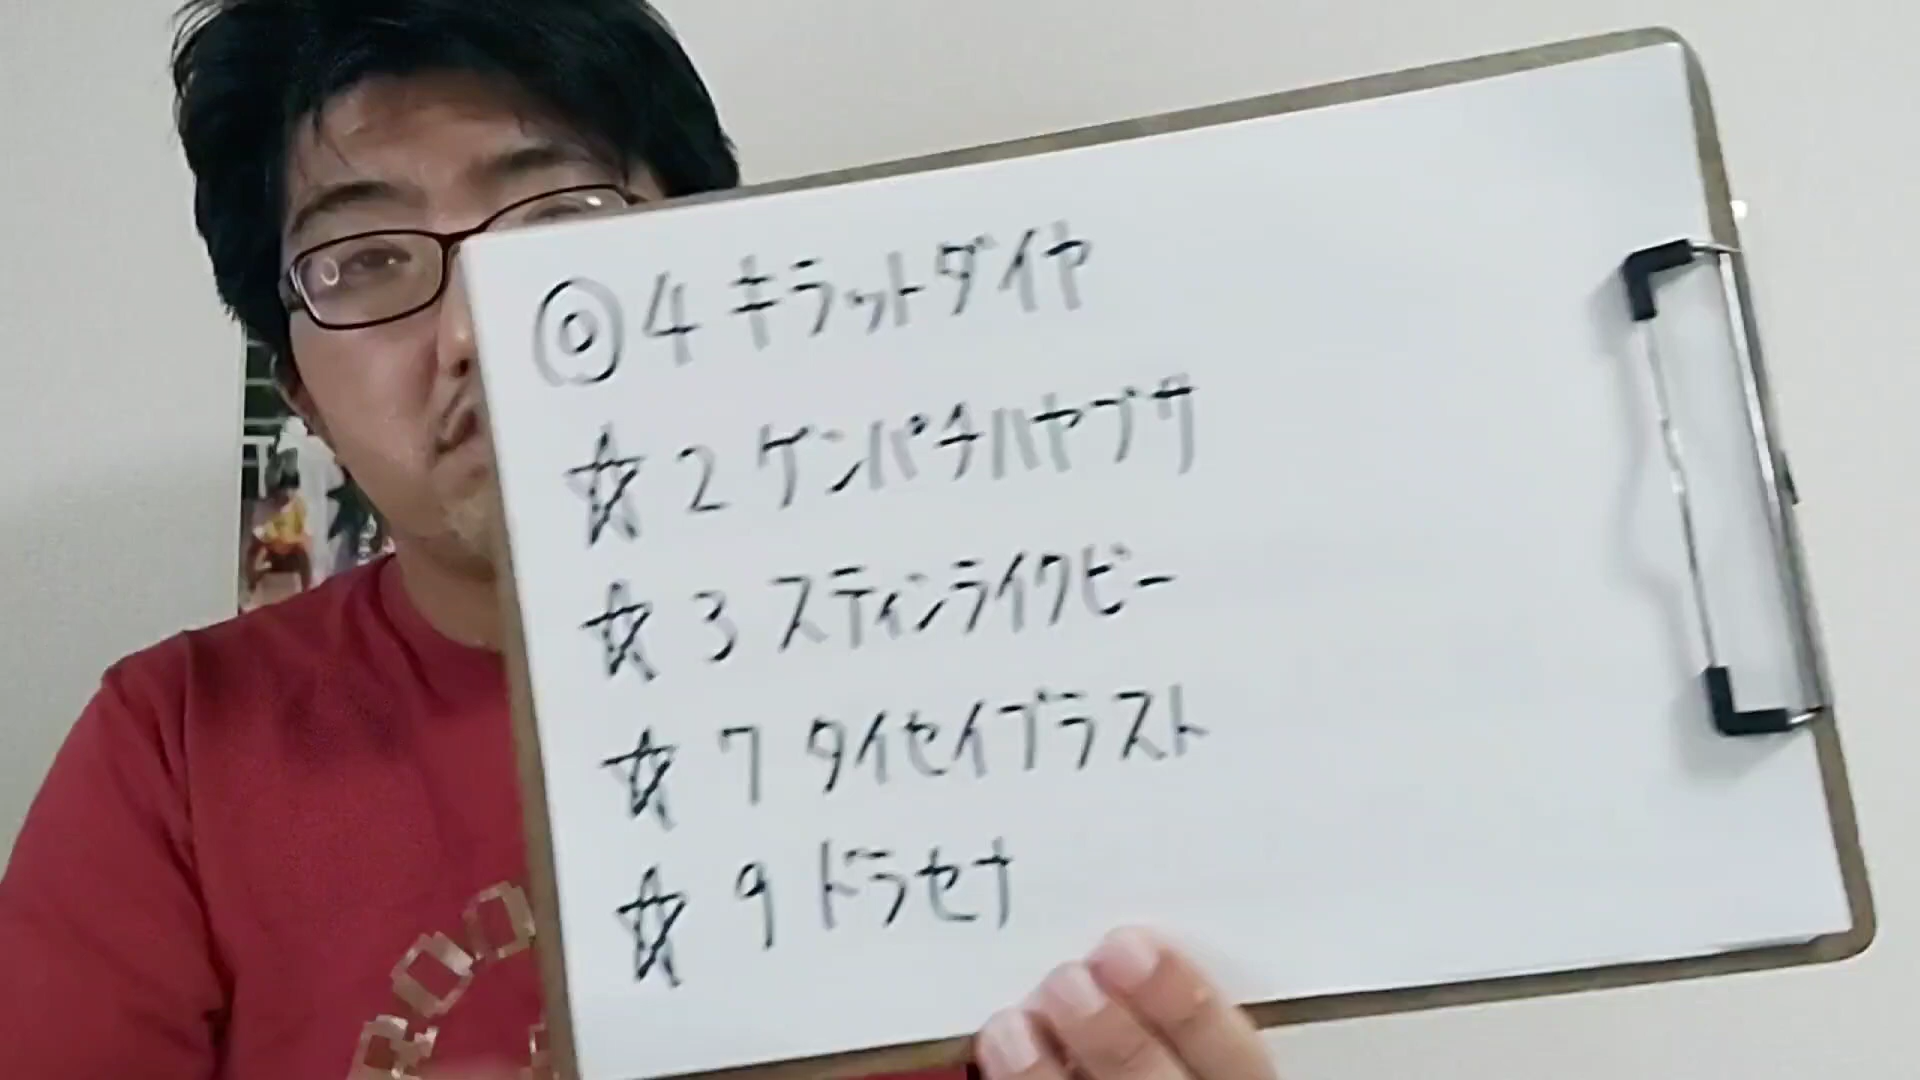 ◎4 キラットダイヤ
☆2 ゲンパチハヤブサ
☆3 スティンライクビー
☆7 タイセイブラスト
☆9 ドラセナ
ROO